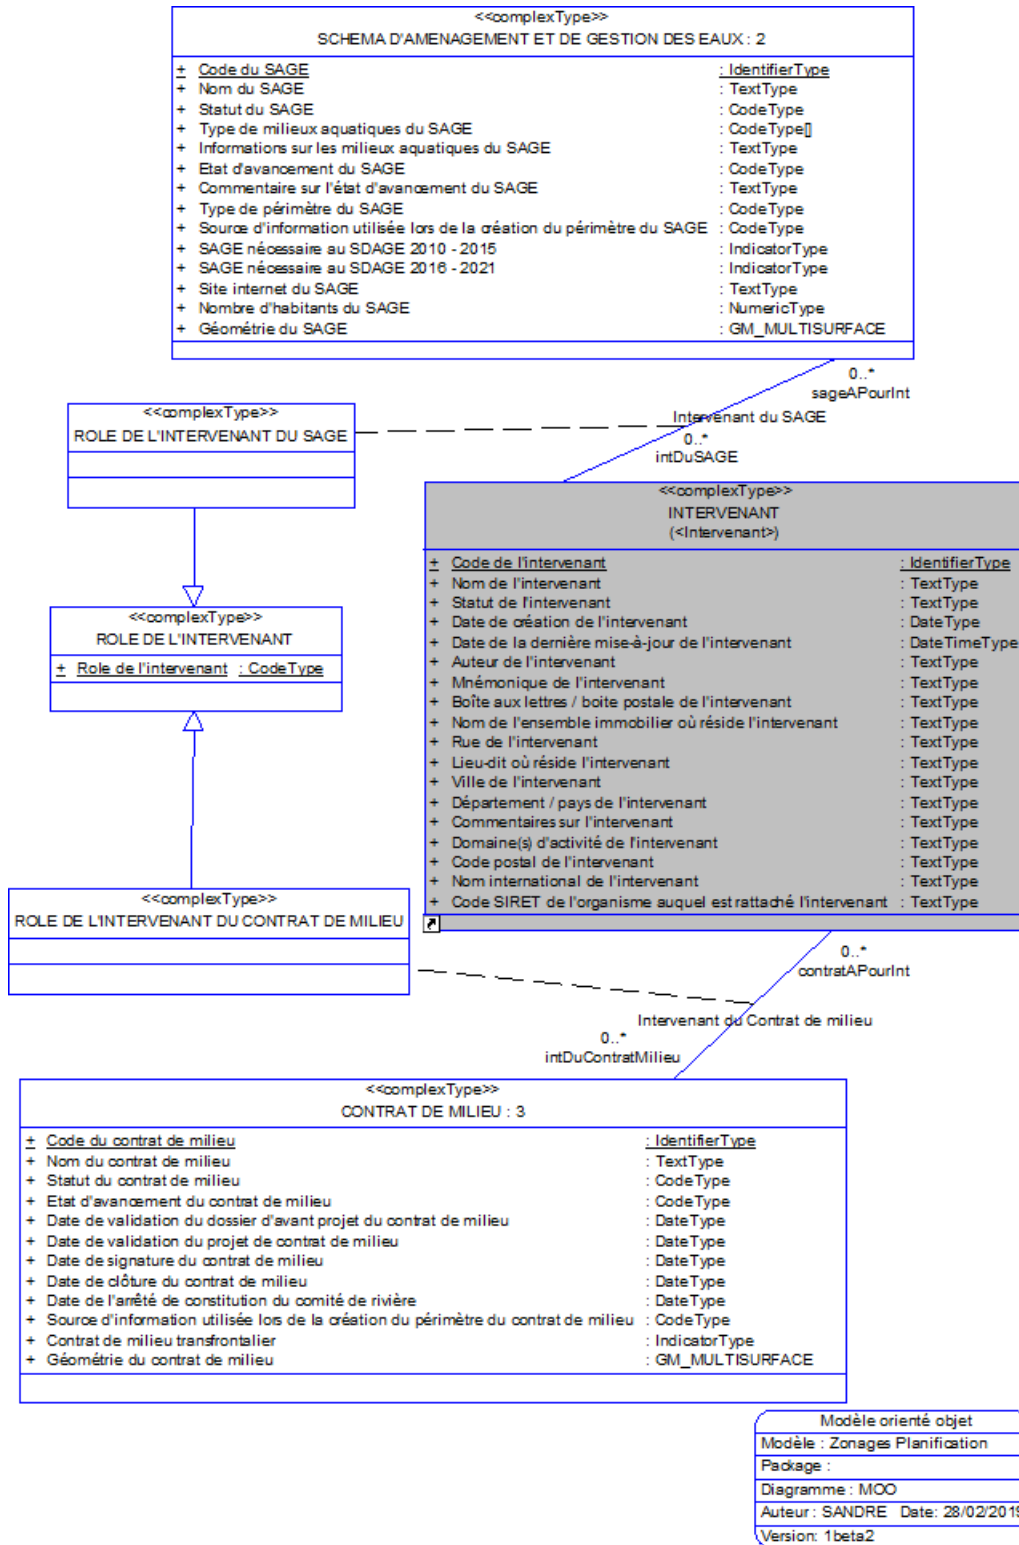 <<complexType>>
SCHEMA D'AMENAGEMENT ET DE GESTION DES EAUX : 2
+ Code du SAGE : IdentifierType
+ Nom du SAGE : TextType
+ Statut du SAGE : CodeType
+ Type de milieux aquatiques du SAGE : CodeType[]
+ Informations sur les milieux aquatiques du SAGE : TextType
+ Etat d'avancement du SAGE : CodeType
+ Commentaire sur l'état d'avancement du SAGE : TextType
+ Type de périmètre du SAGE : CodeType
+ Source d'information utilisée lors de la création du périmètre du SAGE : CodeType
+ SAGE nécessaire au SDAGE 2010 - 2015 : IndicatorType
+ SAGE nécessaire au SDAGE 2016 - 2021 : IndicatorType
+ Site internet du SAGE : TextType
+ Nombre d'habitants du SAGE : NumericType
+ Géométrie du SAGE : GM_MULTISURFACE
0..*
sageAPourInt
Intervenant du SAGE
0..*
intDuSAGE
<<complexType>>
ROLE DE L'INTERVENANT DU SAGE
<<complexType>>
INTERVENANT
(<Intervenant>)
+ Code de l'intervenant : IdentifierType
+ Nom de l'intervenant : TextType
+ Statut de l'intervenant : TextType
+ Date de création de l'intervenant : DateType
+ Date de la dernière mise-à-jour de l'intervenant : DateTimeType
+ Auteur de l'intervenant : TextType
+ Mnémonique de l'intervenant : TextType
+ Boîte aux lettres / boite postale de l'intervenant : TextType
+ Nom de l'ensemble immobilier où réside l'intervenant : TextType
+ Rue de l'intervenant : TextType
+ Lieu-dit où réside l'intervenant : TextType
+ Ville de l'intervenant : TextType
+ Département / pays de l'intervenant : TextType
+ Commentaires sur l'intervenant : TextType
+ Domaine(s) d'activité de l'intervenant : TextType
+ Code postal de l'intervenant : TextType
+ Nom international de l'intervenant : TextType
+ Code SIRET de l'organisme auquel est rattaché l'intervenant : TextType
<<complexType>>
ROLE DE L'INTERVENANT
+ Role de l'intervenant : CodeType
<<complexType>>
ROLE DE L'INTERVENANT DU CONTRAT DE MILIEU
0..*
contratAPourInt
Intervenant du Contrat de milieu
0..*
intDuContratMilieu
<<complexType>>
CONTRAT DE MILIEU : 3
+ Code du contrat de milieu : IdentifierType
+ Nom du contrat de milieu : TextType
+ Statut du contrat de milieu : CodeType
+ Etat d'avancement du contrat de milieu : CodeType
+ Date de validation du dossier d'avant projet du contrat de milieu : DateType
+ Date de validation du projet de contrat de milieu : DateType
+ Date de signature du contrat de milieu : DateType
+ Date de clôture du contrat de milieu : DateType
+ Date de l'arrêté de constitution du comité de rivière : DateType
+ Source d'information utilisée lors de la création du périmètre du contrat de milieu : CodeType
+ Contrat de milieu transfrontalier : IndicatorType
+ Géométrie du contrat de milieu : GM_MULTISURFACE
Modèle orienté objet
Modèle : Zonages Planification
Package :
Diagramme : MOO
Auteur : SANDRE Date: 28/02/2019
Version: 1beta2